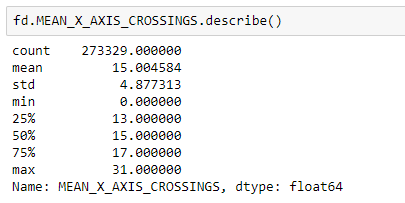 fd.MEAN_X_AXIS_CROSSINGS.describe()
count    273329.000000
mean         15.004584
std           4.877313
min           0.000000
25%          13.000000
50%          15.000000
75%          17.000000
max          31.000000
Name: MEAN_X_AXIS_CROSSINGS, dtype: float64